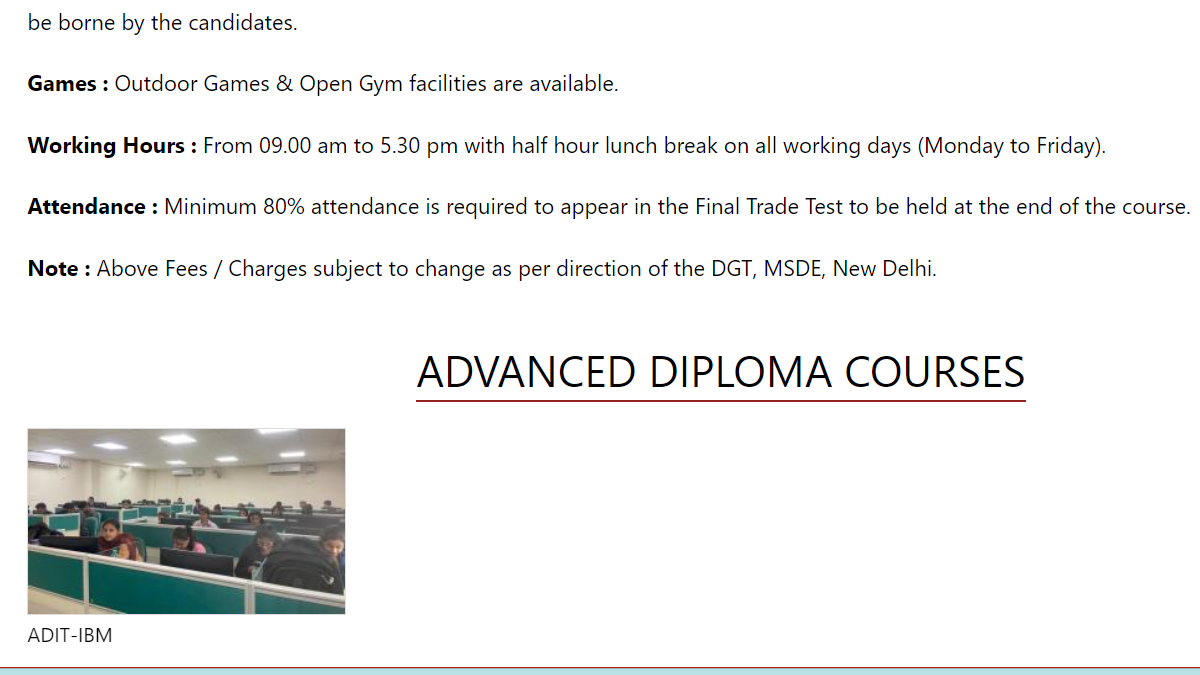 be borne by the candidates.
Games : Outdoor Games & Open Gym facilities are available.
Working Hours : From 09.00 am to 5.30 pm with half hour lunch break on all working days (Monday to Friday).
Attendance : Minimum 80% attendance is required to appear in the Final Trade Test to be held at the end of the course.
Note : Above Fees / Charges subject to change as per direction of the DGT, MSDE, New Delhi.
ADVANCED DIPLOMA COURSES
ADIT-IBM